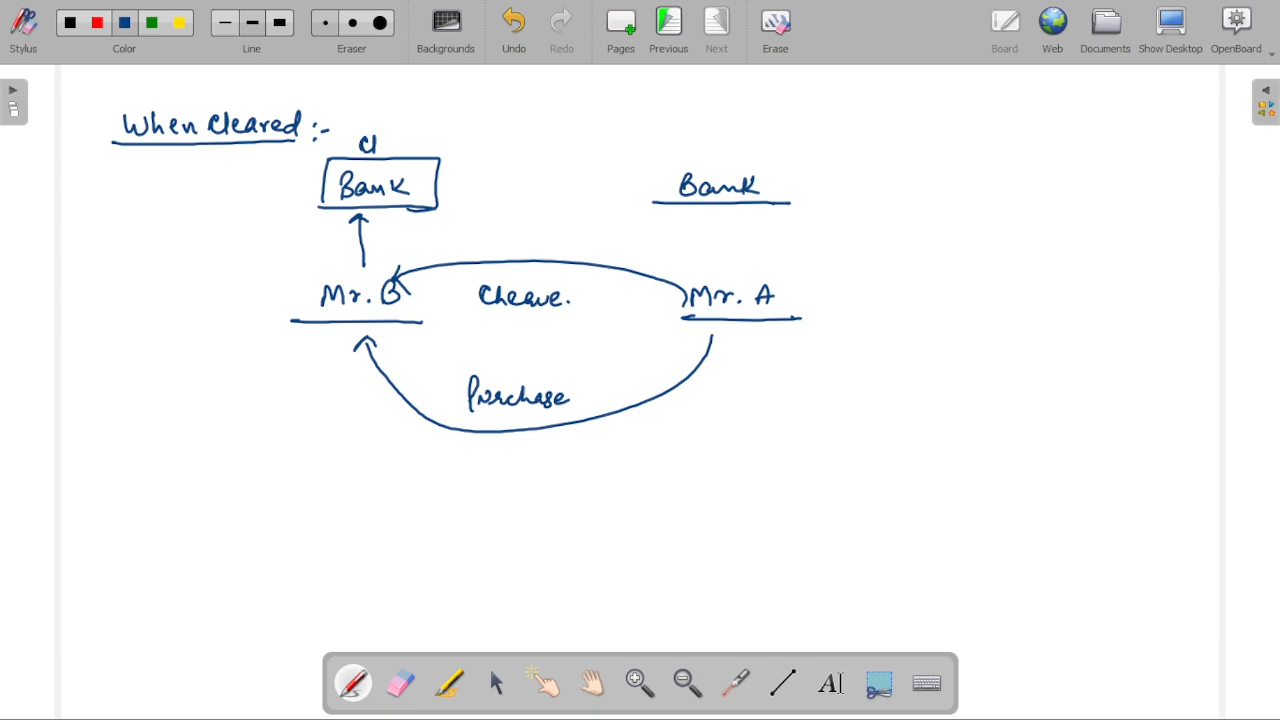 Stylus Color Line Eraser Backgrounds Undo Redo Pages Previous Next Erase Board Web Documents Show Desktop OpenBoard
When Cleared :-
Cl
Bank Bank
Mr. B Cheque. Mr. A
Purchase